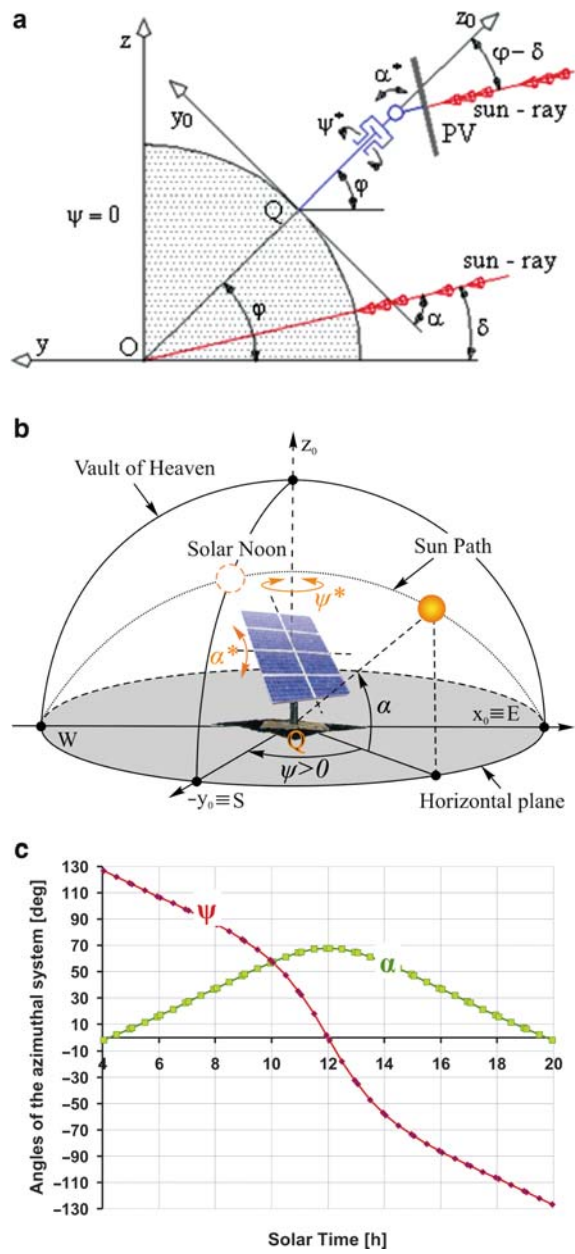 a
z
z₀
φ-δ
y₀
α*
sun - ray
ψ*
PV
φ
ψ = 0
Q
sun - ray
φ
α
δ
O
y
b
z₀
Vault of Heaven
Solar Noon
Sun Path
ψ*
α*
α
x₀≡E
W
Q
ψ>0
-y₀≡S
Horizontal plane
c
Angles of the azimuthal system [deg]
130
110
90
70
50
30
10
-10
-30
-50
-70
-90
-110
-130
ψ
α
4 6 8 10 12 14 16 18 20
Solar Time [h]